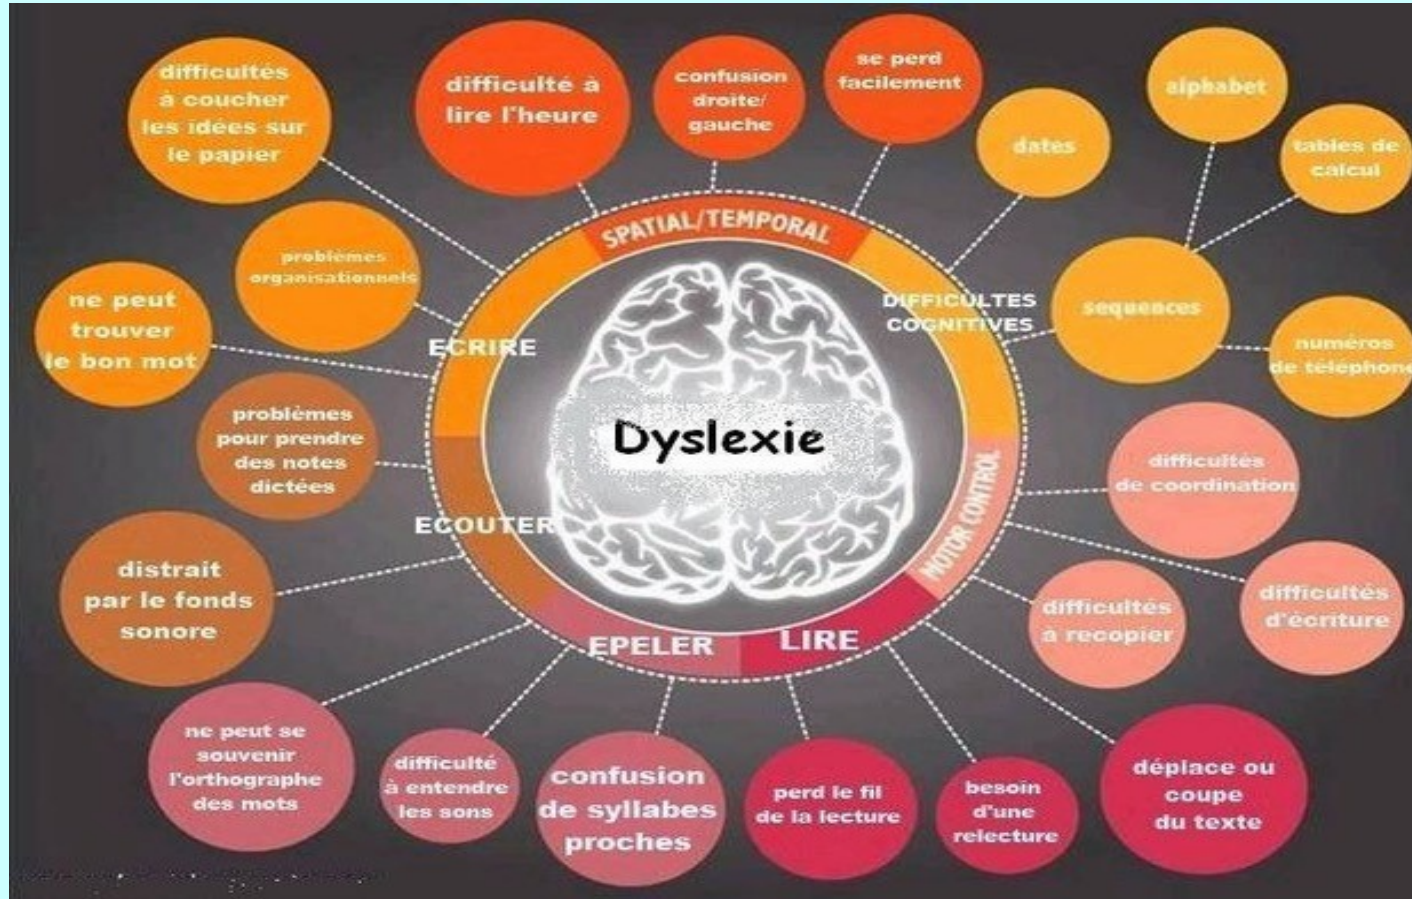 difficultés
à coucher
les idées sur
le papier
difficulté à
lire l'heure
confusion
droite/
gauche
se perd
facilement
dates
alphabet
tables de
calcul
sequences
numéros
de téléphone
SPATIAL/TEMPORAL
DIFFICULTES
COGNITIVES
problèmes
organisationnels
ne peut
trouver
le bon mot
ECRIRE
problèmes
pour prendre
des notes
dictées
ECOUTER
distrait
par le fonds
sonore
Dyslexie
MOTOR CONTROL
difficultés
de coordination
difficultés
d'écriture
difficultés
a recopier
EPELER
LIRE
ne peut se
souvenir
l'orthographe
des mots
difficulté
à entendre
les sons
confusion
de syllabes
proches
perd le fil
de la lecture
besoin
d'une
relecture
déplace ou
coupe
du texte